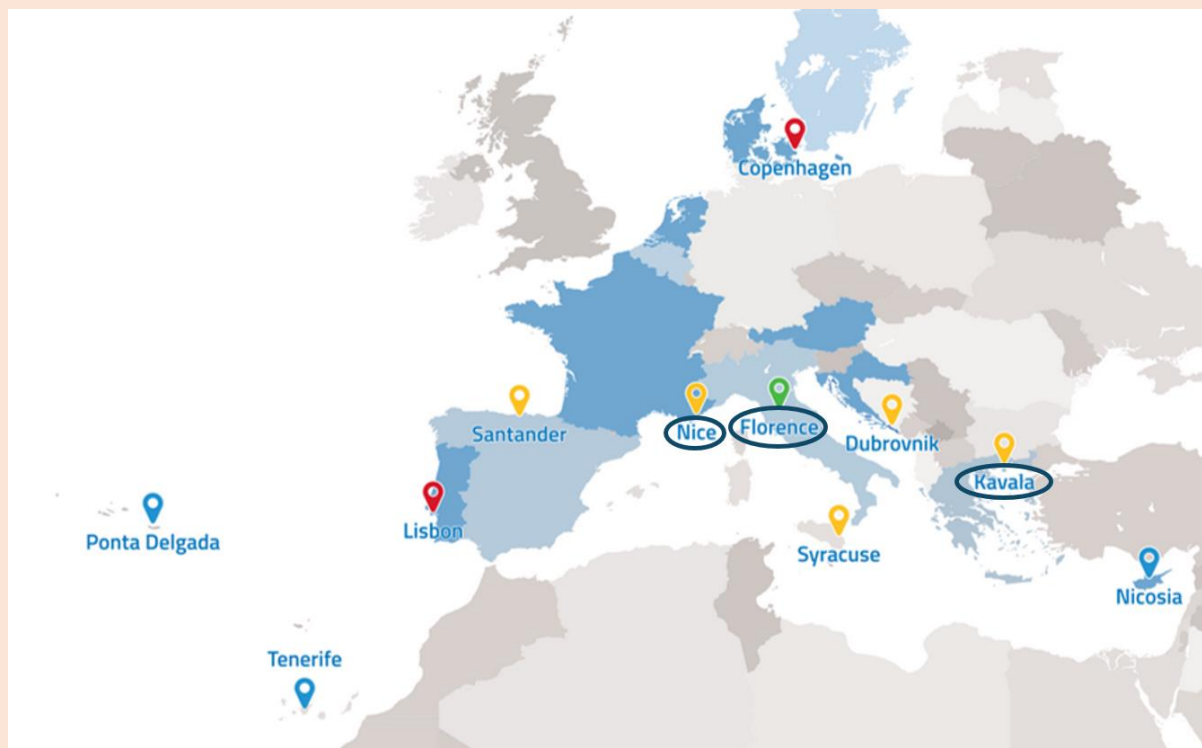 Copenhagen
Santander
Nice
Florence
Dubrovnik
Kavala
Lisbon
Ponta Delgada
Syracuse
Nicosia
Tenerife